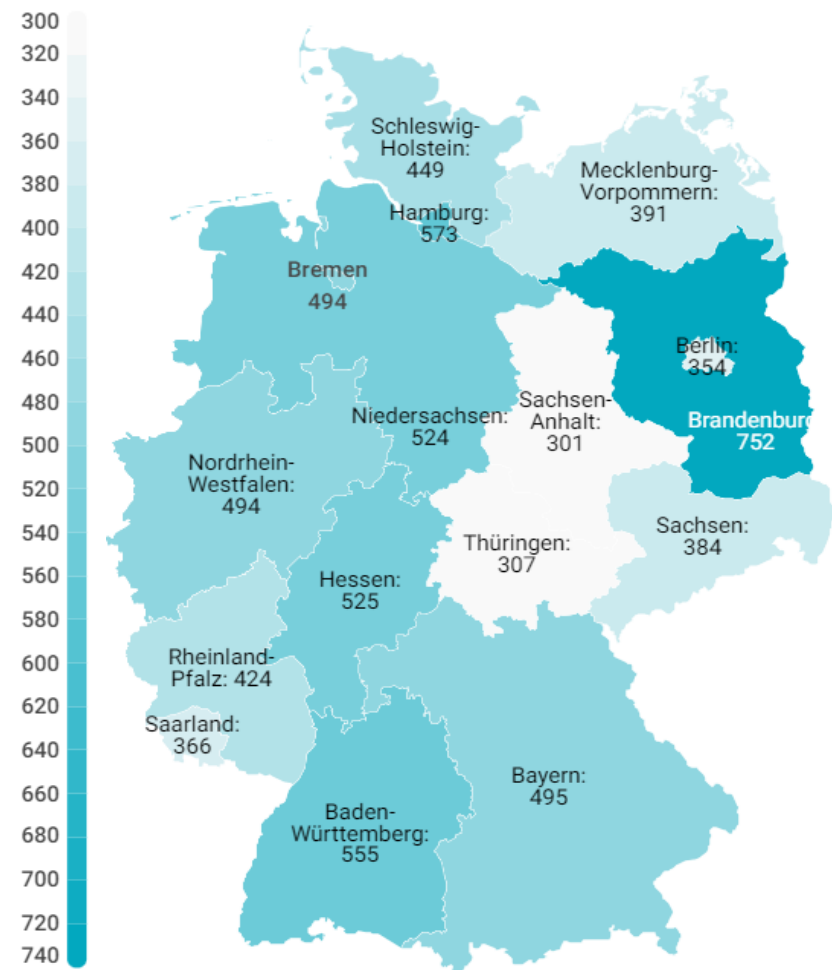 300
320
340
360
380
400
420
440
460
480
500
520
540
560
580
600
620
640
660
680
700
720
740
Schleswig-
Holstein:
449
Mecklenburg-
Vorpommern:
391
Hamburg:
573
Bremen
494
Berlin:
354
Brandenburg
752
Sachsen-
Anhalt:
301
Niedersachsen:
524
Nordrhein-
Westfalen:
494
Sachsen:
384
Thüringen:
307
Hessen:
525
Rheinland-
Pfalz: 424
Saarland:
366
Bayern:
495
Baden-
Württemberg:
555